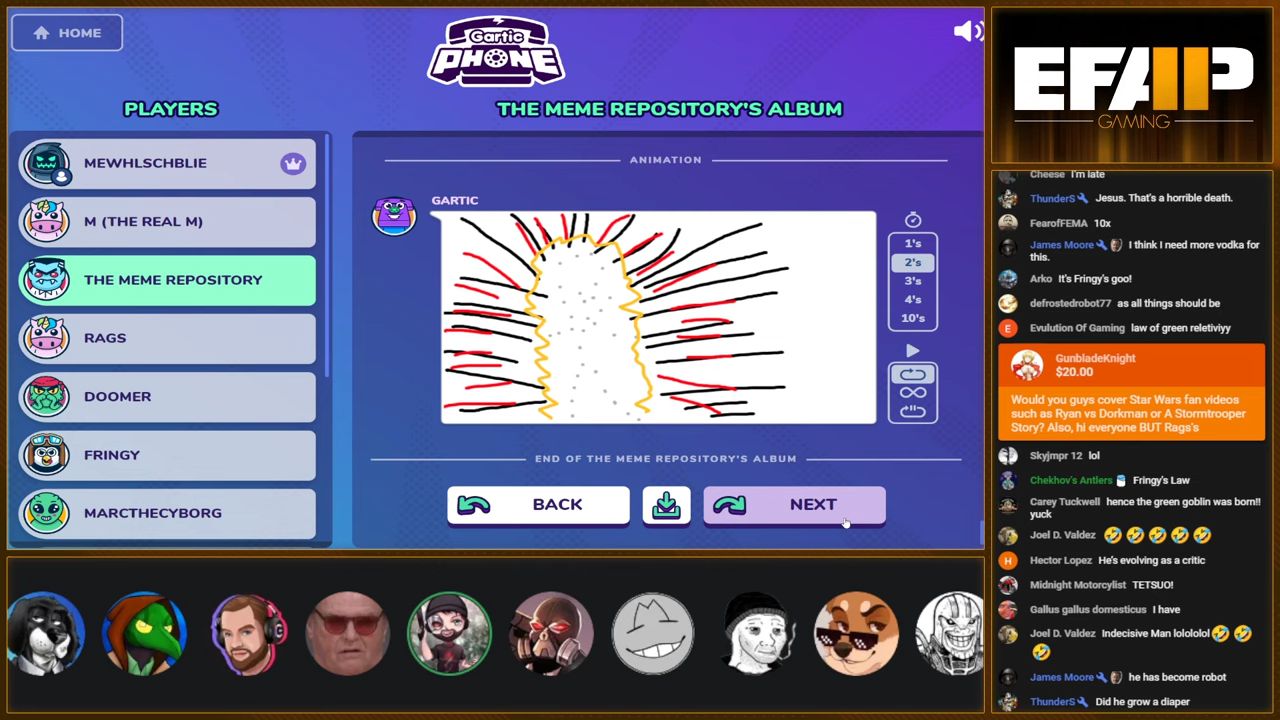 HOME
Gartic
PHONE
PLAYERS
THE MEME REPOSITORY'S ALBUM
MEWHLSCHBLIE
M (THE REAL M)
THE MEME REPOSITORY
RAGS
DOOMER
FRINGY
MARCTHECYBORG
ANIMATION
GARTIC
1's
2's
3's
4's
10's
END OF THE MEME REPOSITORY'S ALBUM
BACK
NEXT
EFAP
GAMING
Cheese I'm late
ThunderS Jesus. That's a horrible death.
FearofFEMA 10x
James Moore I think I need more vodka for
this.
Arko It's Fringy's goo!
defrostedrobot77 as all things should be
E Evulution Of Gaming law of green reletiviyy
GunbladeKnight
$20.00
Would you guys cover Star Wars fan videos
such as Ryan vs Dorkman or A Stormtrooper
Story? Also, hi everyone BUT Rags's
Skyjmpr 12 lol
Chekhov's Antlers Fringy's Law
Carey Tuckwell hence the green goblin was born!!
yuck
Joel D. Valdez 🤣🤣🤣🤣🤣
H Hector Lopez He's evolving as a critic
Midnight Motorcylist TETSUO!
Gallus gallus domesticus I have
Joel D. Valdez Indecisive Man lolololol 🤣🤣
🤣
James Moore he has become robot
ThunderS Did he grow a diaper